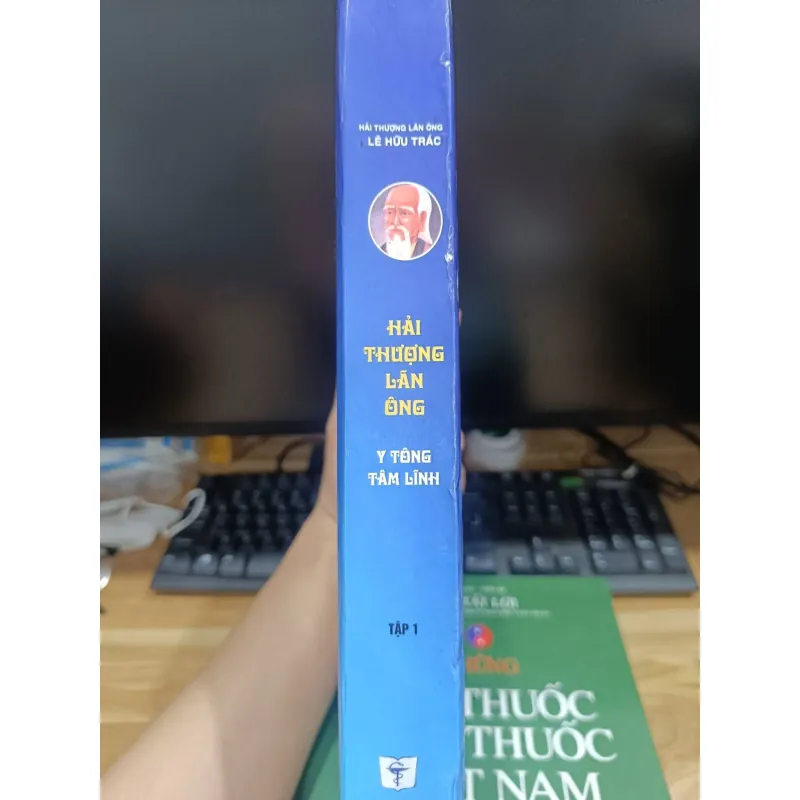 HẢI THƯỢNG LÃN ÔNG
LÊ HỮU TRÁC
HẢI
THƯỢNG
LÃN
ÔNG
Y TÔNG
TÂM LĨNH
TẬP 1
THUỐC
THUỐC
NAM